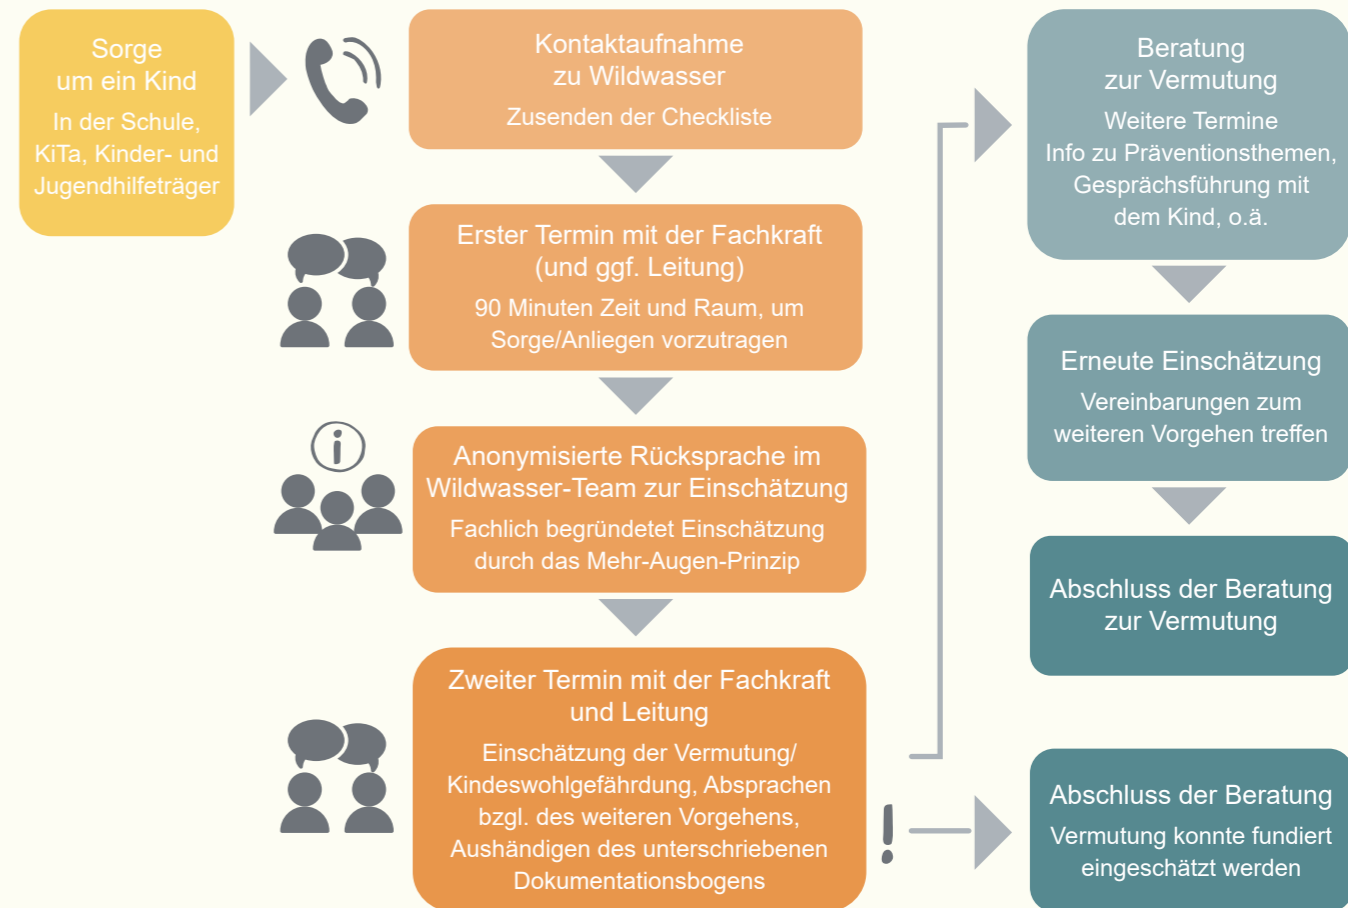 Sorge
um ein Kind
In der Schule,
KiTa, Kinder- und
Jugendhilfeträger
Kontaktaufnahme
zu Wildwasser
Zusenden der Checkliste
Erster Termin mit der Fachkraft
(und ggf. Leitung)
90 Minuten Zeit und Raum, um
Sorge/Anliegen vorzutragen
i
Anonymisierte Rücksprache im
Wildwasser-Team zur Einschätzung
Fachlich begründetet Einschätzung
durch das Mehr-Augen-Prinzip
Zweiter Termin mit der Fachkraft
und Leitung
Einschätzung der Vermutung/
Kindeswohlgefährdung, Absprachen
bzgl. des weiteren Vorgehens,
Aushändigen des unterschriebenen
Dokumentationsbogens
!
Beratung
zur Vermutung
Weitere Termine
Info zu Präventionsthemen,
Gesprächsführung mit
dem Kind, o.ä.
Erneute Einschätzung
Vereinbarungen zum
weiteren Vorgehen treffen
Abschluss der Beratung
zur Vermutung
Abschluss der Beratung
Vermutung konnte fundiert
eingeschätzt werden